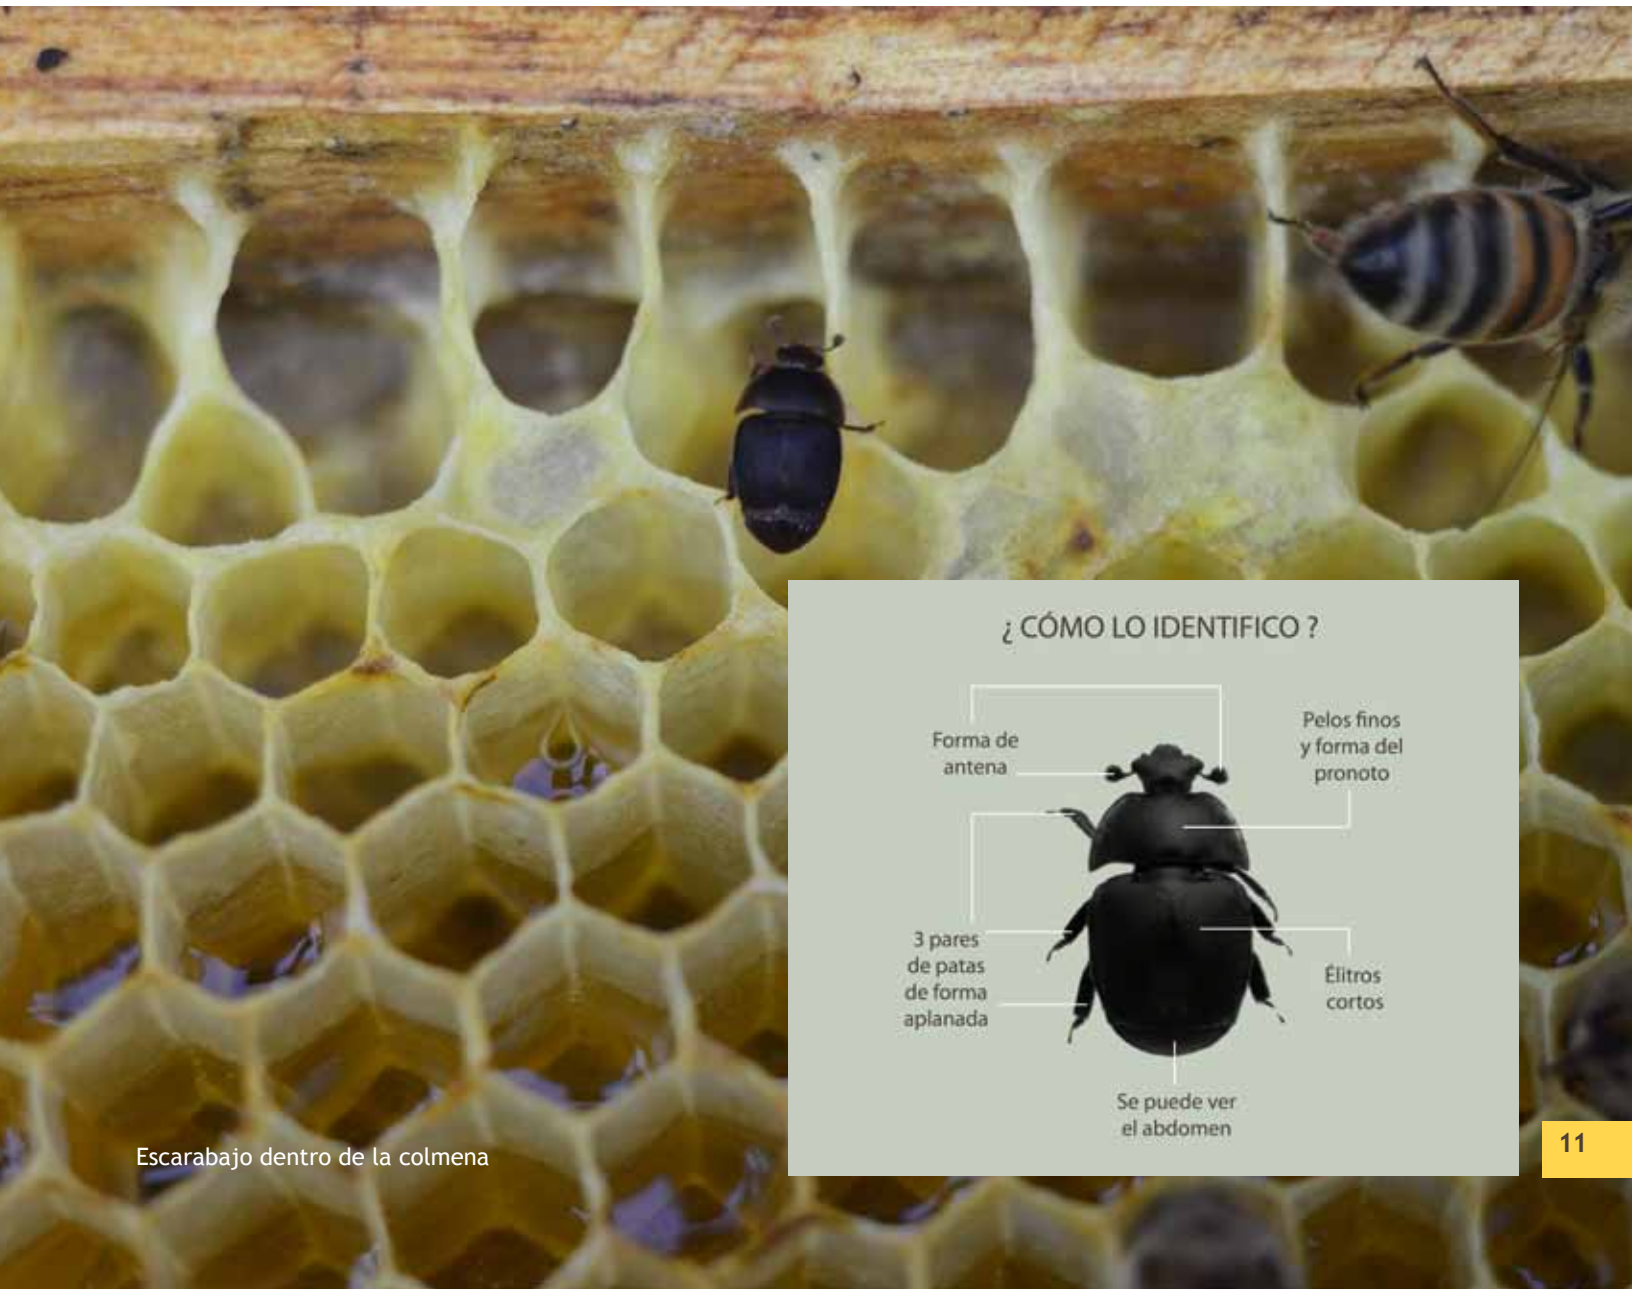 ¿ CÓMO LO IDENTIFICO ?
Forma de
antena
Pelos finos
y forma del
pronoto
3 pares
de patas
de forma
aplanada
Élitros
cortos
Se puede ver
el abdomen
Escarabajo dentro de la colmena
11